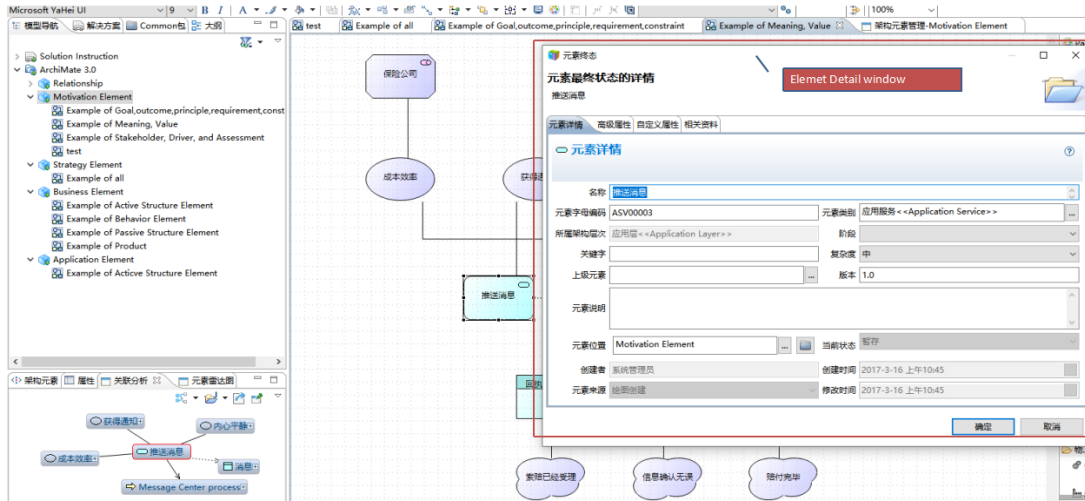 Microsoft YaHei UI
9
B I A
100%
模型导航 解决方案 Common包 大纲
test Example of all Example of Goal,outcome,principle,requirement,constraint Example of Meaning, Value 架构元素管理-Motivation Element
Solution Instruction
ArchiMate 3.0
Relationship
Motivation Element
Example of Goal,outcome,principle,requirement,const
Example of Meaning, Value
Example of Stakeholder, Driver, and Assessment
test
Strategy Element
Example of all
Business Element
Example of Active Structure Element
Example of Behavior Element
Example of Passive Structure Element
Example of Product
Application Element
Example of Acticve Structure Element
架构元素 属性 关联分析 元素雷达图
获得通知
内心平静
推送消息
成本效率
消息
Message Center process
保险公司
成本效率
获得
推送消息
索赔已经受理
信息确认无误
赔付完毕
元素终态
Elemet Detail window
元素最终状态的详情
推送消息
元素详情 高级属性 自定义属性 相关资料
元素详情
名称 推送消息
元素字母编码 ASV00003 元素类别 应用服务<<Application Service>>
所属架构层次 应用层<<Application Layer>> 阶段
关键字 复杂度 中
上级元素 ... 版本 1.0
元素说明
元素位置 Motivation Element ... 当前状态 暂存
创建者 系统管理员 创建时间 2017-3-16 上午10:45
元素来源 绘图创建 修改时间 2017-3-16 上午10:45
确定 取消